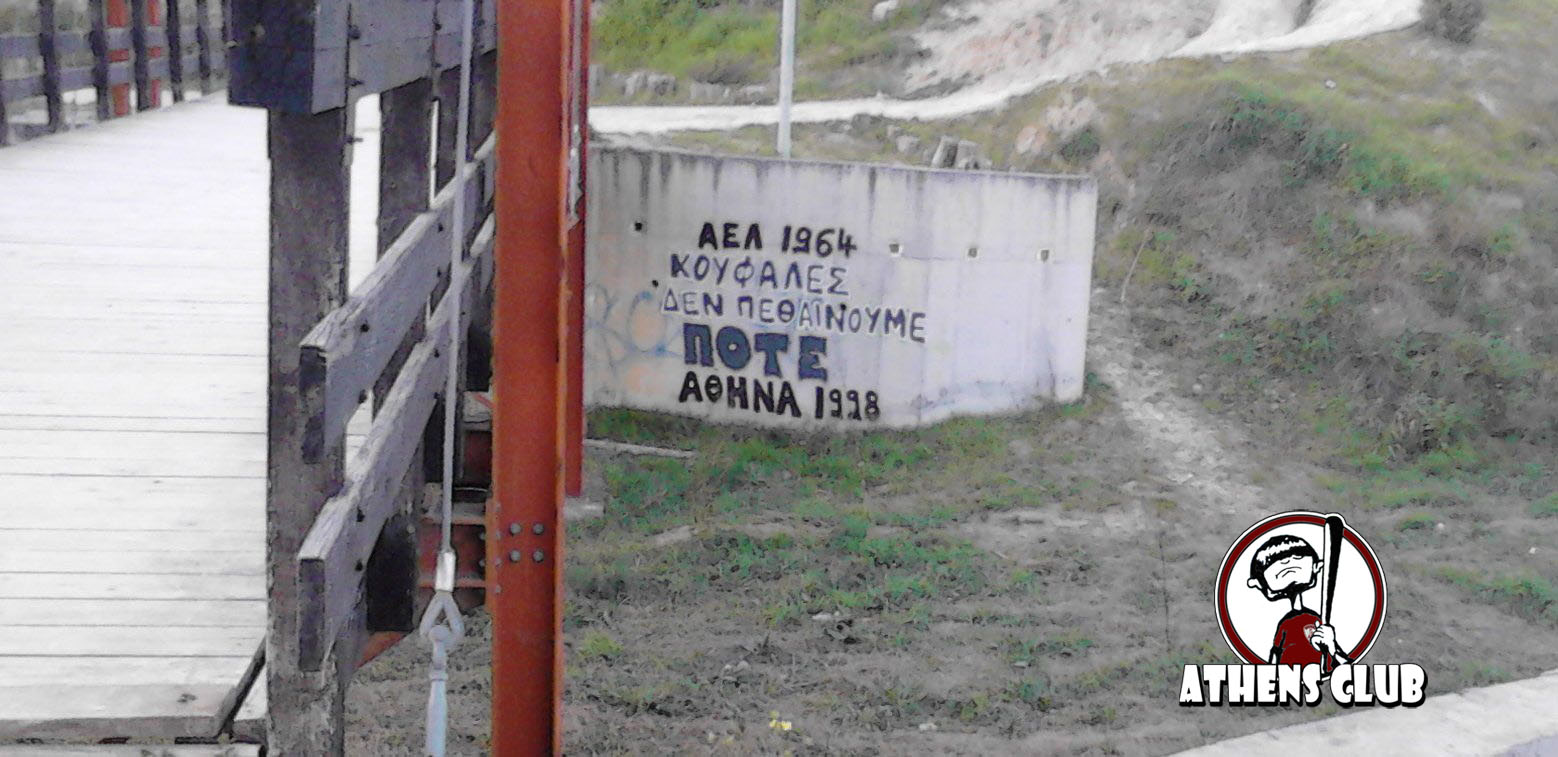 ΑΕΛ 1964
ΚΟΥΦΑΛΕΣ
ΔΕΝ ΠΕΘΑΙΝΟΥΜΕ
ΠΟΤΕ
ΑΘΗΝΑ 1998
ATHENS CLUB